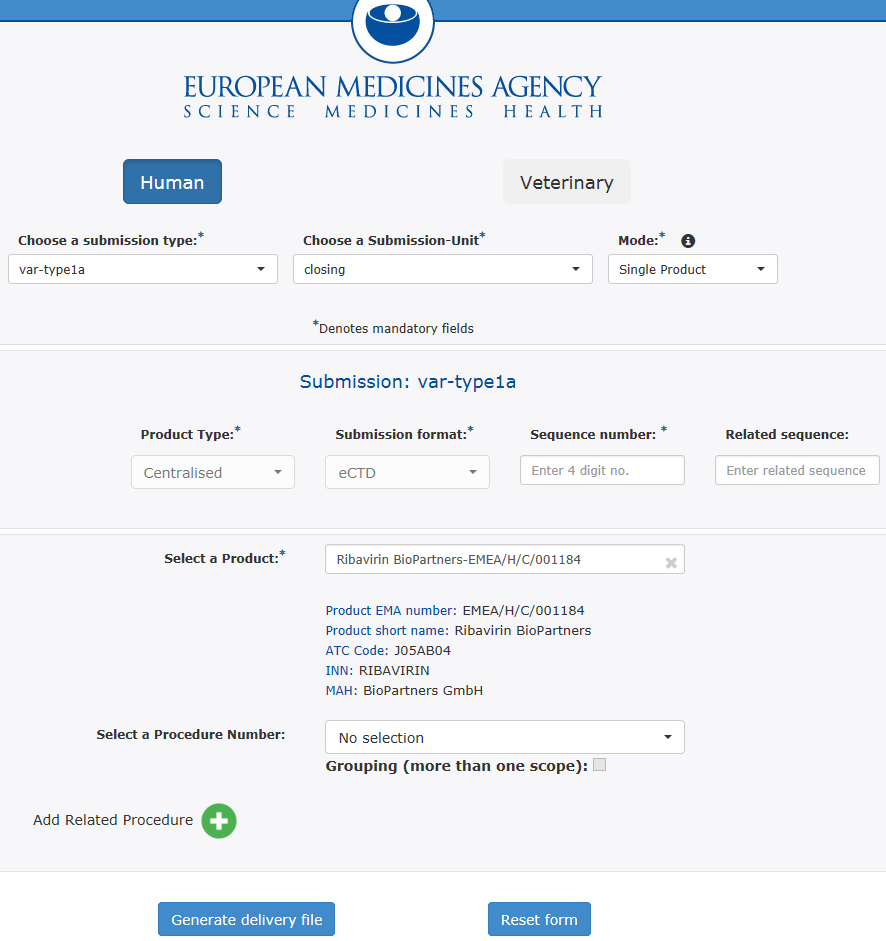 EUROPEAN MEDICINES AGENCY
SCIENCE MEDICINES HEALTH
Human Veterinary
Choose a submission type:* Choose a Submission-Unit* Mode:* i
var-type1a closing Single Product
*Denotes mandatory fields
Submission: var-type1a
Product Type:* Submission format:* Sequence number: * Related sequence:
Centralised eCTD Enter 4 digit no. Enter related sequence
Select a Product:* Ribavirin BioPartners-EMEA/H/C/001184
Product EMA number: EMEA/H/C/001184
Product short name: Ribavirin BioPartners
ATC Code: J05AB04
INN: RIBAVIRIN
MAH: BioPartners GmbH
Select a Procedure Number: No selection
Grouping (more than one scope):
Add Related Procedure
Generate delivery file Reset form